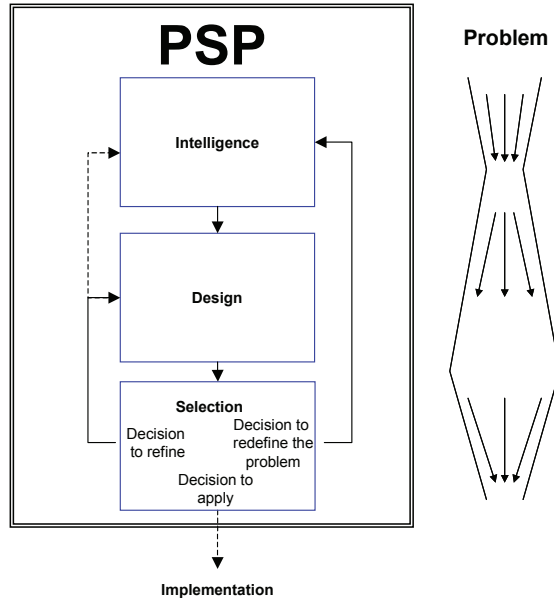 PSP
Problem
Intelligence
Design
Selection
Decision
to refine
Decision to
redefine the
problem
Decision to
apply
Implementation